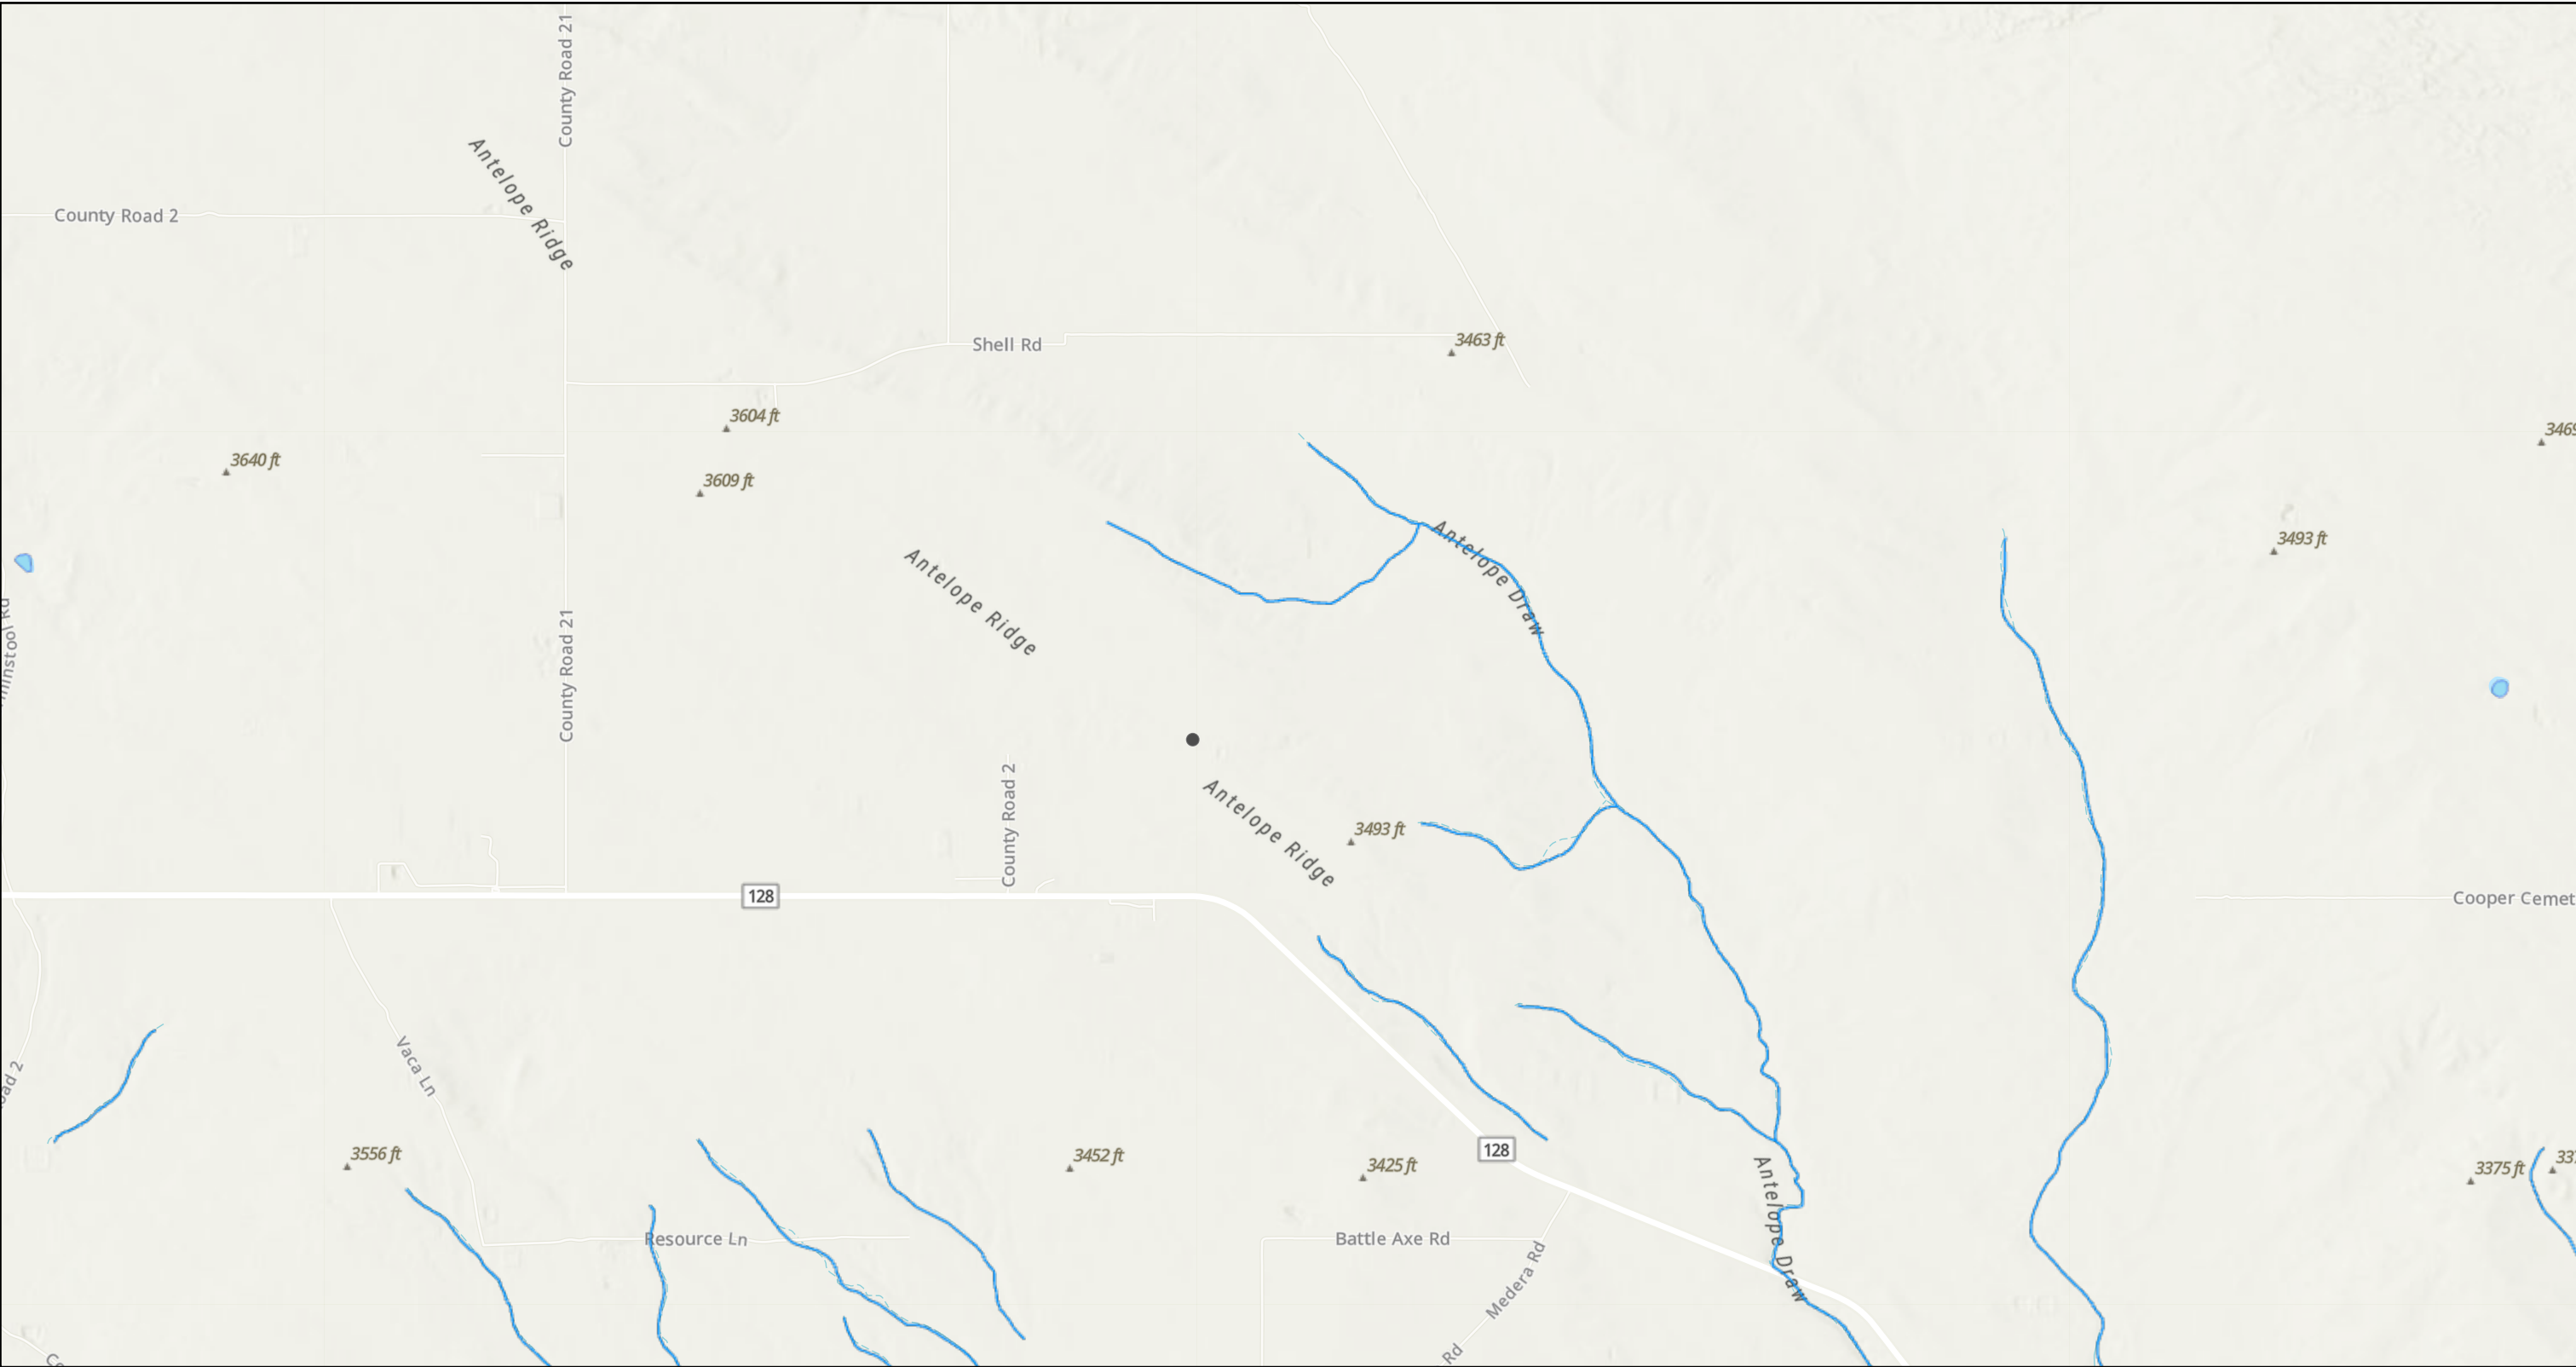 County Road 21
Antelope Ridge
County Road 2
Shell Rd
3463 ft
3604 ft
3640 ft
3609 ft
Antelope Draw
3493 ft
Antelope Ridge
County Road 21
Antelope Ridge
County Road 2
3493 ft
128
Cooper
Vaca Ln
3556 ft
3452 ft
3425 ft
128
3375 ft
Antelope Draw
Resource Ln
Battle Axe Rd
Medera Rd
Rd